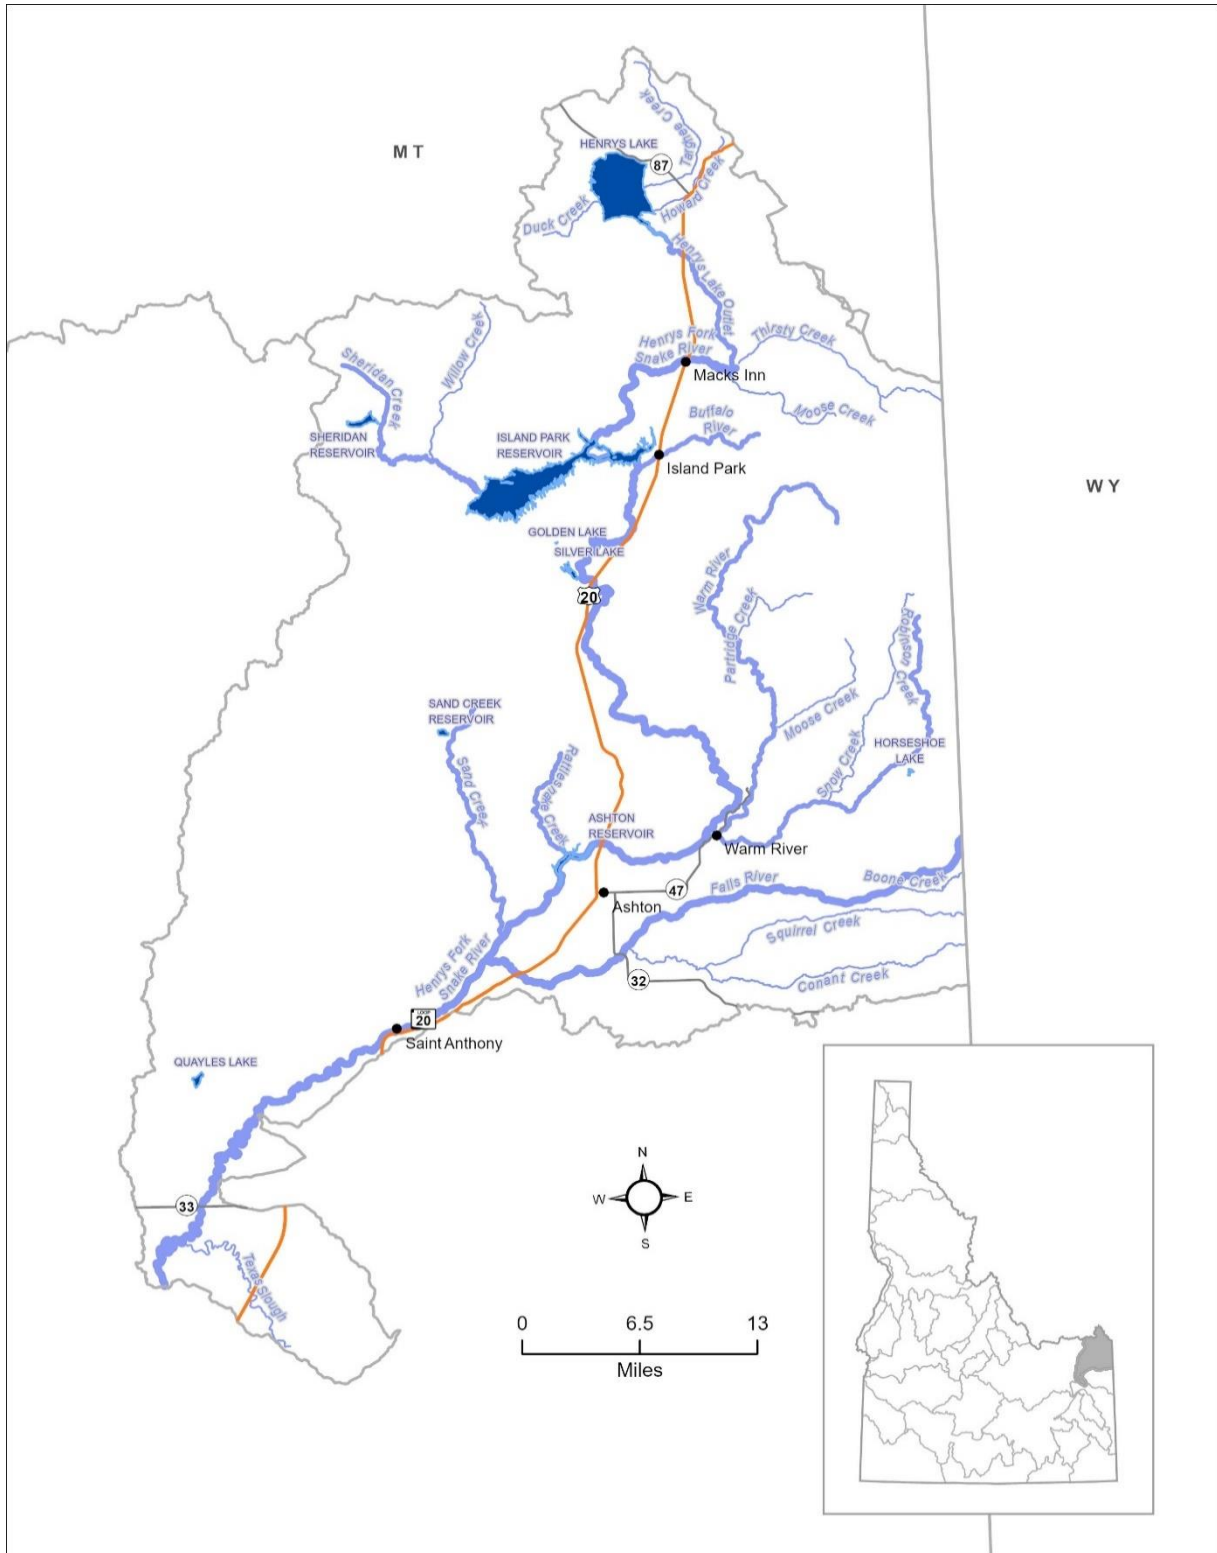 Targhee Creek
M T
HENRYS LAKE
87
Howard Creek
Duck Creek
Henrys Lake Outlet
Henrys Fork
Snake River
Thirsty Creek
Willow Creek
Sheridan Creek
Macks Inn
Moose Creek
Buffalo
River
SHERIDAN
RESERVOIR
ISLAND PARK
RESERVOIR
Island Park
W Y
GOLDEN LAKE
SILVER LAKE
20
Warm River
Partridge Creek
Robinson Creek
Moose Creek
SAND CREEK
RESERVOIR
HORSESHOE
LAKE
Snow Creek
Sand Creek
Rattlesnake Creek
ASHTON
RESERVOIR
Warm River
47
Ashton
Falls River
Boone Creek
Squirrel Creek
Henrys Fork
Snake River
32
Conant Creek
LOOP
20
Saint Anthony
QUAYLES LAKE
N
W
E
S
33
Texas Slough
0
6.5
13
Miles